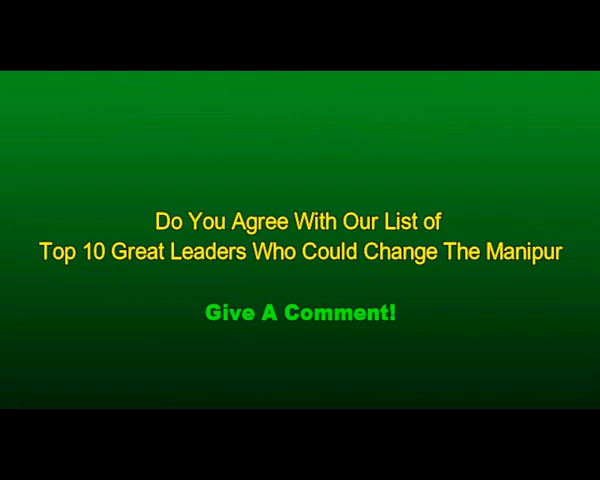 Do You Agree With Our List of
Top 10 Great Leaders Who Could Change The Manipur
Give A Comment!